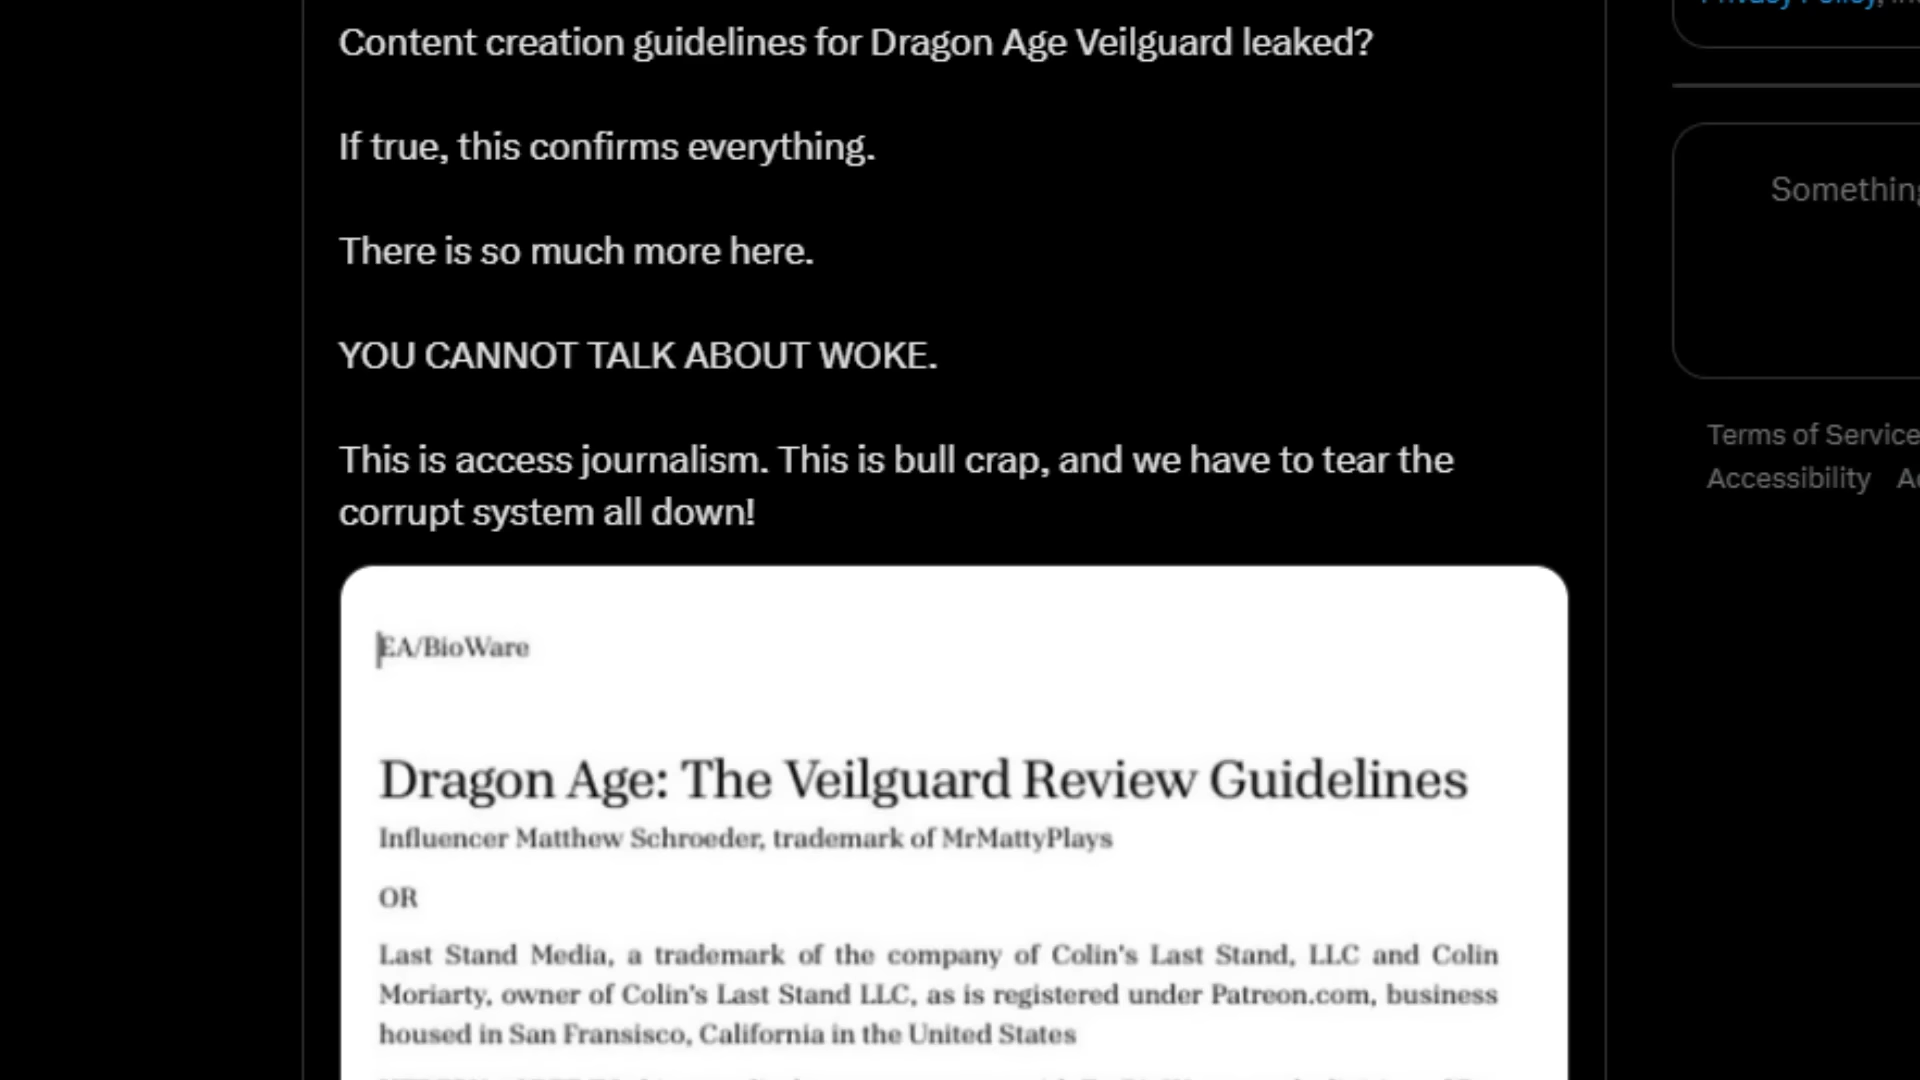 Content creation guidelines for Dragon Age Veilguard leaked?
If true, this confirms everything.
There is so much more here.
YOU CANNOT TALK ABOUT WOKE.
This is access journalism. This is bull crap, and we have to tear the
corrupt system all down!
EA/BioWare
Dragon Age: The Veilguard Review Guidelines
Influencer Matthew Schroeder, trademark of MrMattyPlays
OR
Last Stand Media, a trademark of the company of Colin's Last Stand, LLC and Colin
Moriarty, owner of Colin's Last Stand LLC, as is registered under Patreon.com, business
housed in San Fransisco, California in the United States
Privacy Policy,
Something
Terms of Service
Accessibility